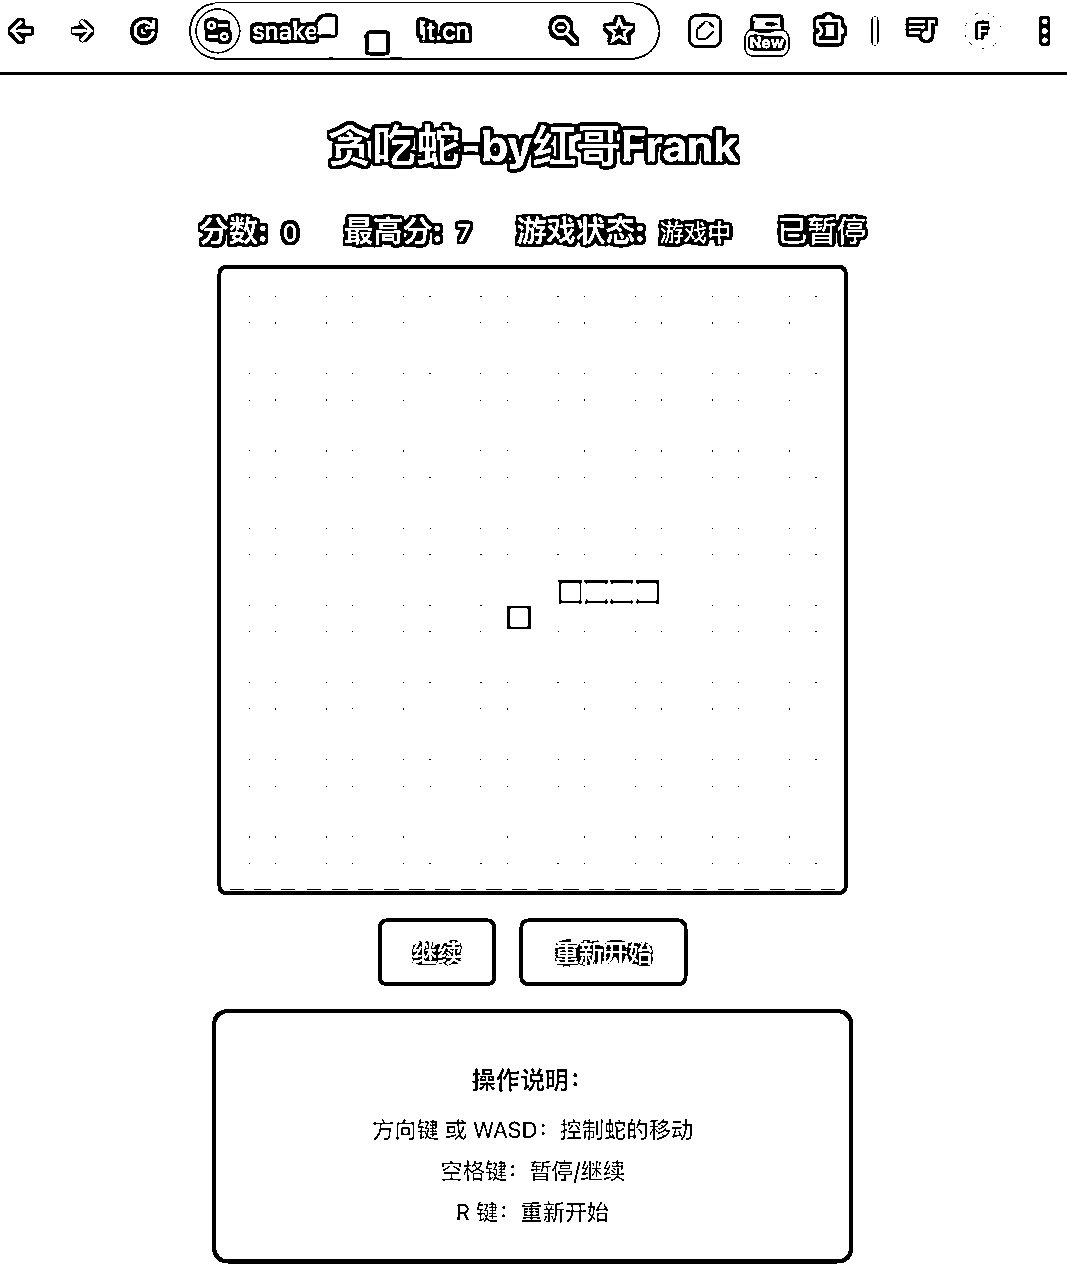 snake lt.cn New F
贪吃蛇-by红哥Frank
分数: 0 最高分: 7 游戏状态: 游戏中 已暂停
继续 重新开始
操作说明：
方向键 或 WASD：控制蛇的移动
空格键：暂停/继续
R 键：重新开始